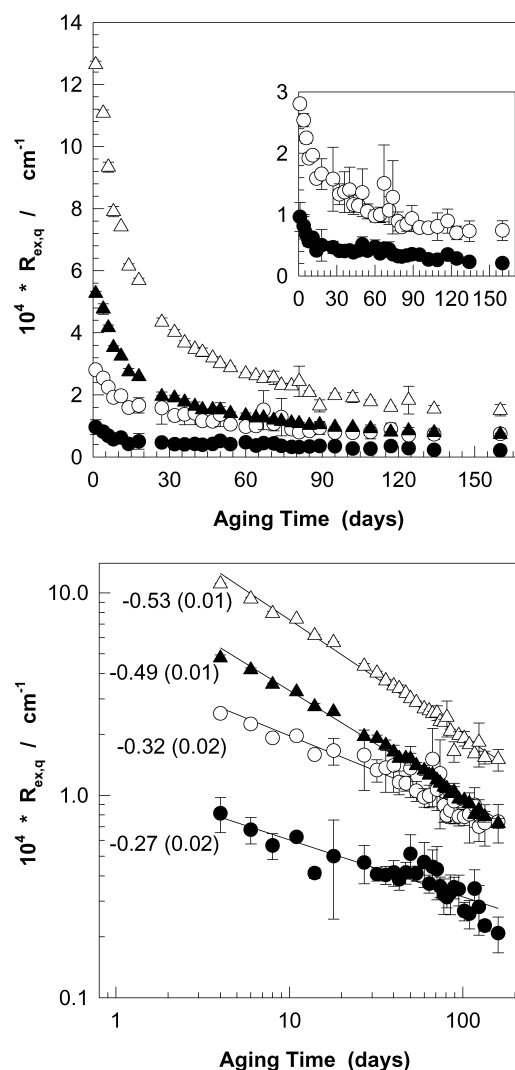 14
12
10
8
6
4
2
0
10⁴ * R_ex,q / cm⁻¹
3
2
1
0
0 30 60 90 120 150
0 30 60 90 120 150
Aging Time (days)
10.0
1.0
0.1
10⁴ * R_ex,q / cm⁻¹
-0.53 (0.01)
-0.49 (0.01)
-0.32 (0.02)
-0.27 (0.02)
1 10 100
Aging Time (days)